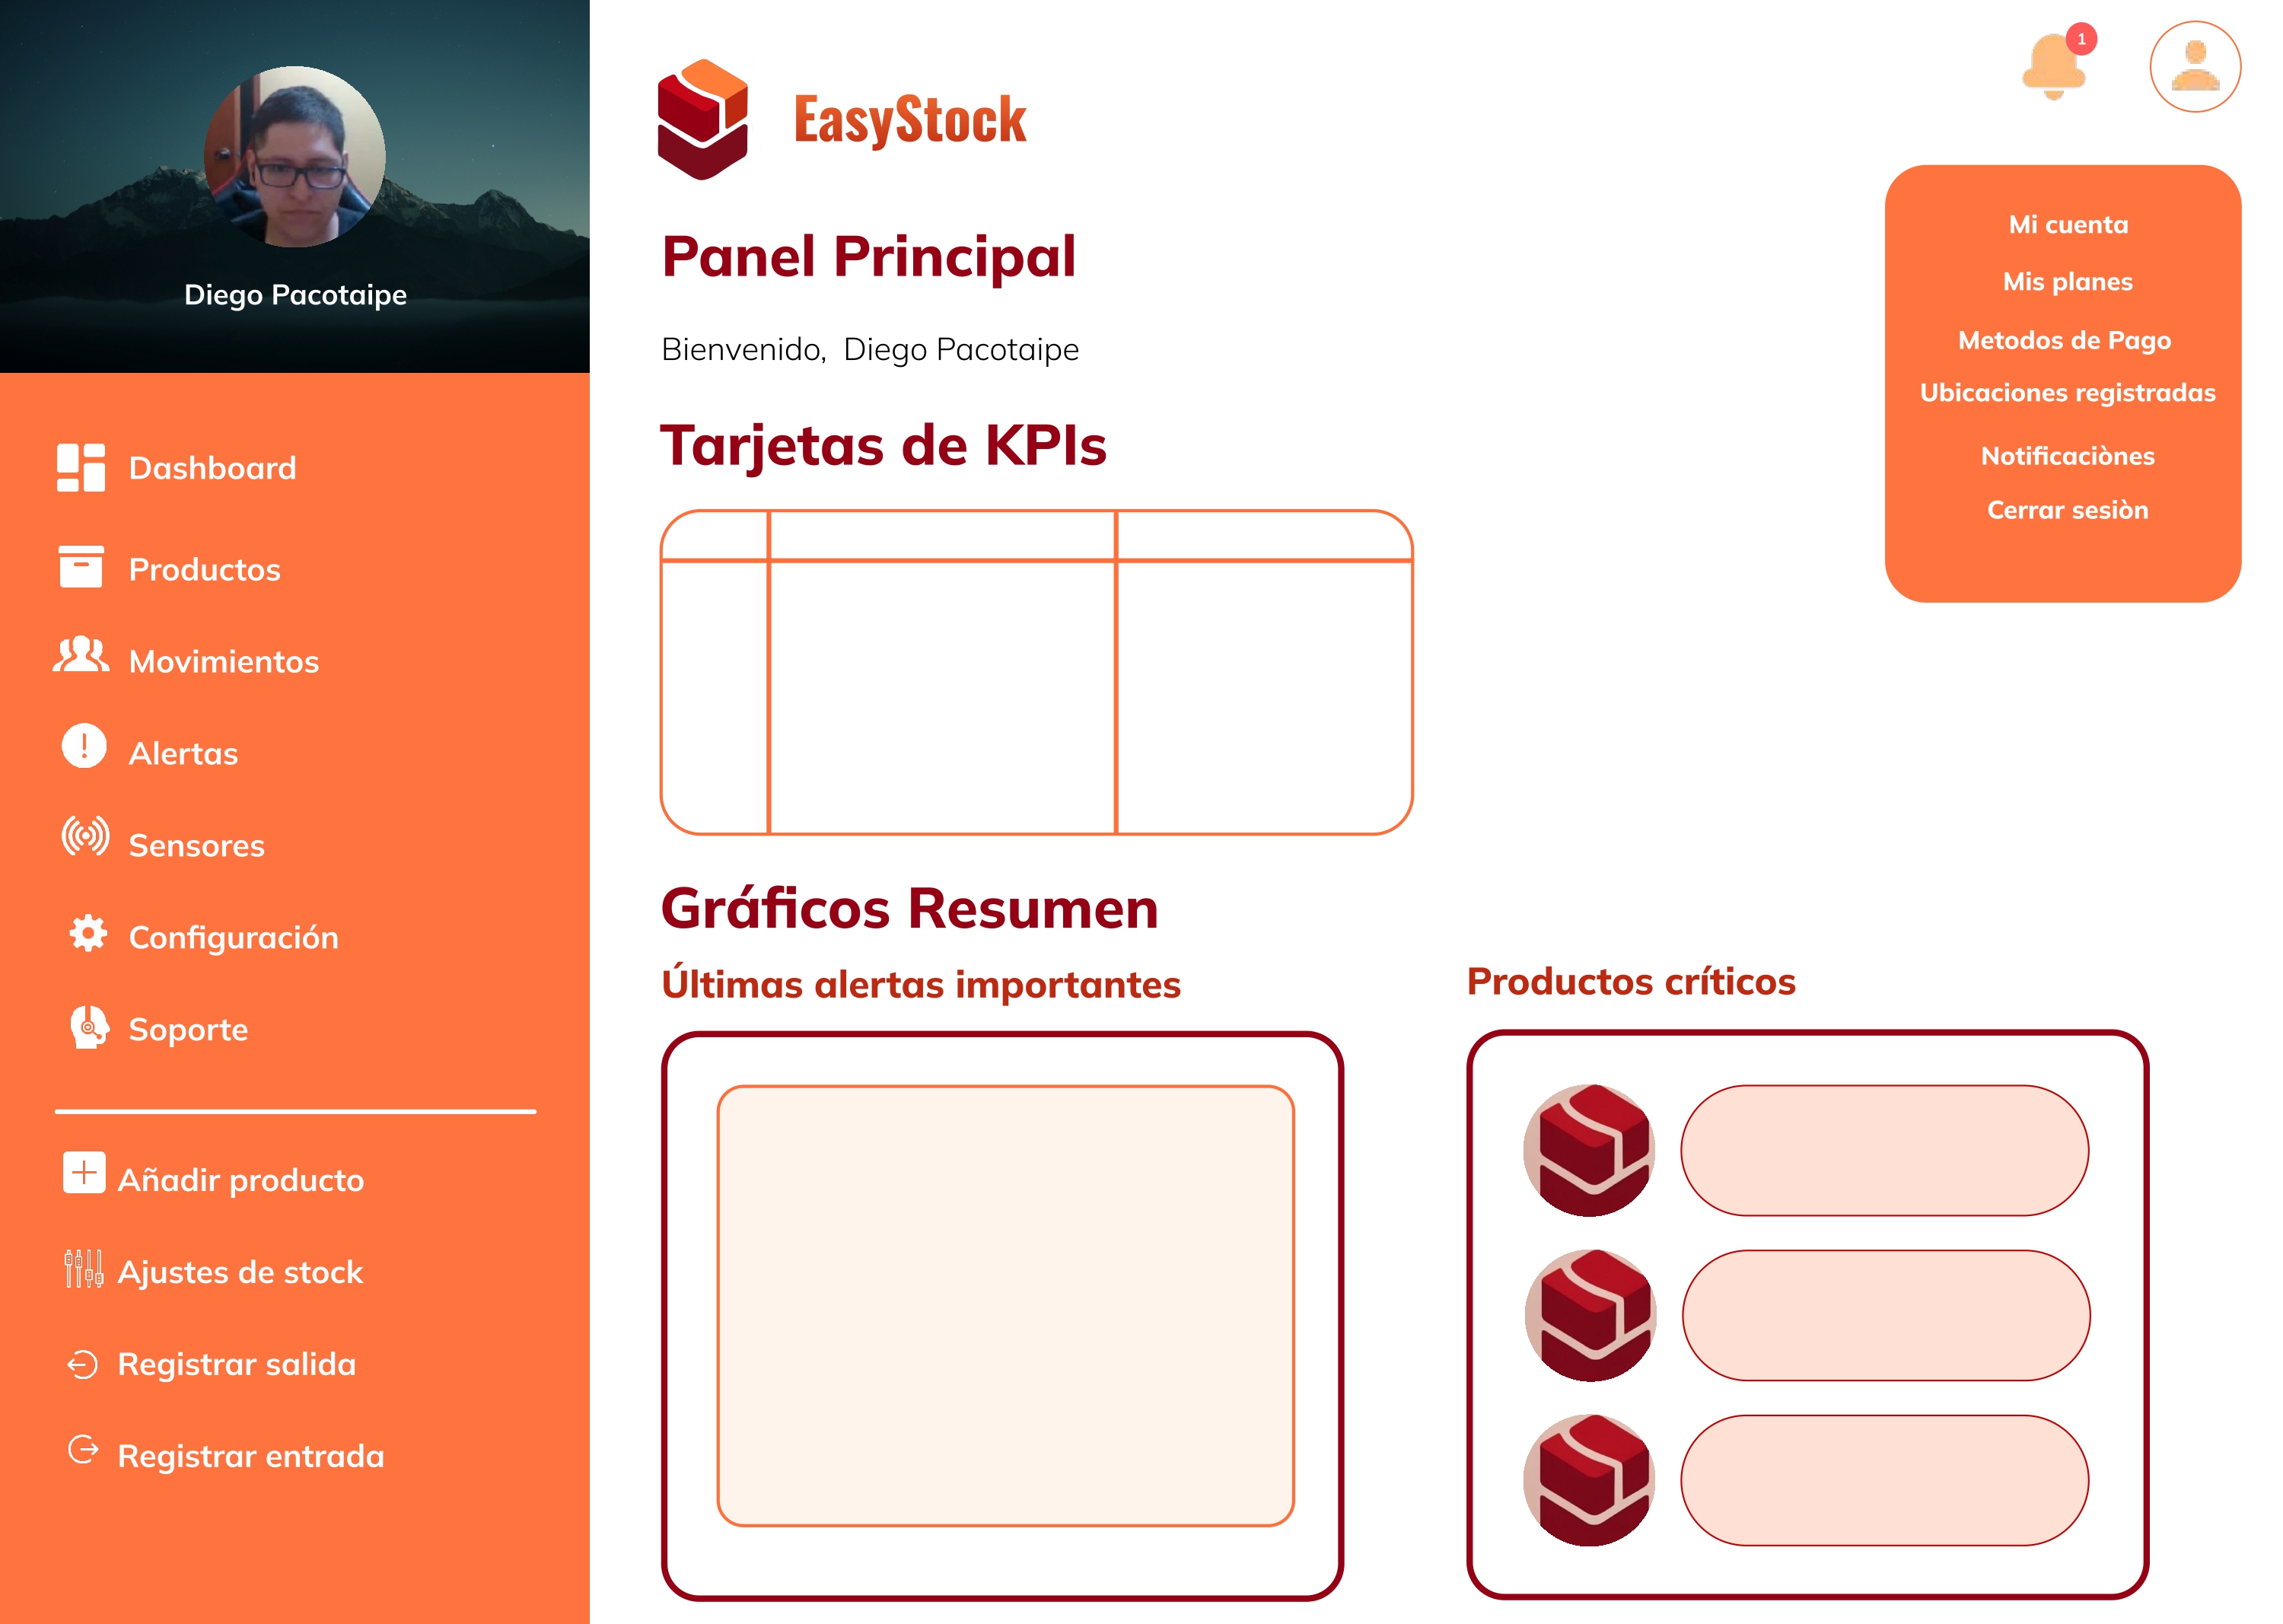 Diego Pacotaipe
Dashboard
Productos
Movimientos
Alertas
Sensores
Configuración
Soporte
Añadir producto
Ajustes de stock
Registrar salida
Registrar entrada
EasyStock
1
Panel Principal
Bienvenido, Diego Pacotaipe
Tarjetas de KPIs
Mi cuenta
Mis planes
Metodos de Pago
Ubicaciones registradas
Notificaciònes
Cerrar sesiòn
Gráficos Resumen
Últimas alertas importantes
Productos críticos